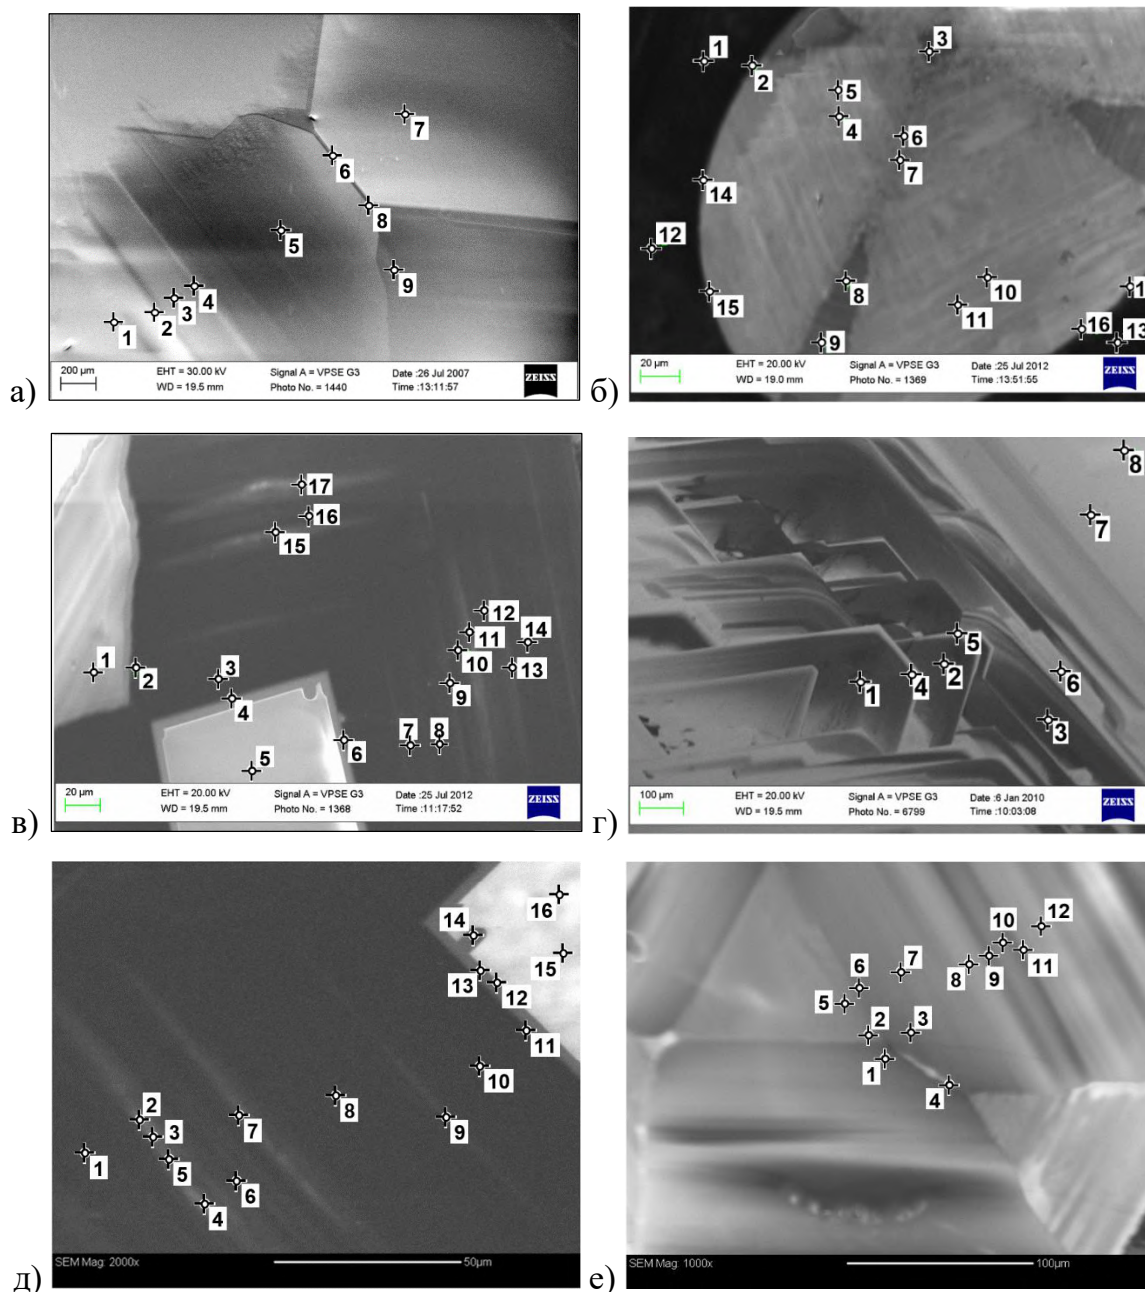 1
2
3
4
5
6
7
8
9
200 µm
EHT = 30.00 kV
WD = 19.5 mm
Signal A = VPSE G3
Photo No. = 1440
Date :26 Jul 2007
Time :13:11:57
ZEISS
а)
1
2
3
5
4
6
7
14
12
15
8
10
11
1
16
9
13
20 µm
EHT = 20.00 kV
WD = 19.0 mm
Signal A = VPSE G3
Photo No. = 1369
Date :25 Jul 2012
Time :13:51:55
ZEISS
б)
17
16
15
12
11
14
10
13
1
2
3
4
9
5
6
7
8
20 µm
EHT = 20.00 kV
WD = 19.5 mm
Signal A = VPSE G3
Photo No. = 1368
Date :25 Jul 2012
Time :11:17:52
ZEISS
в)
8
7
5
2
4
1
6
3
100 µm
EHT = 20.00 kV
WD = 19.5 mm
Signal A = VPSE G3
Photo No. = 6799
Date :6 Jan 2010
Time :10:03:08
ZEISS
г)
16
14
15
13
12
11
10
8
9
2
7
3
1
5
6
4
SEM Mag: 2000x
50µm
д)
12
10
7
6
8
9
11
5
2
3
1
4
SEM Mag: 1000x
100µm
е)